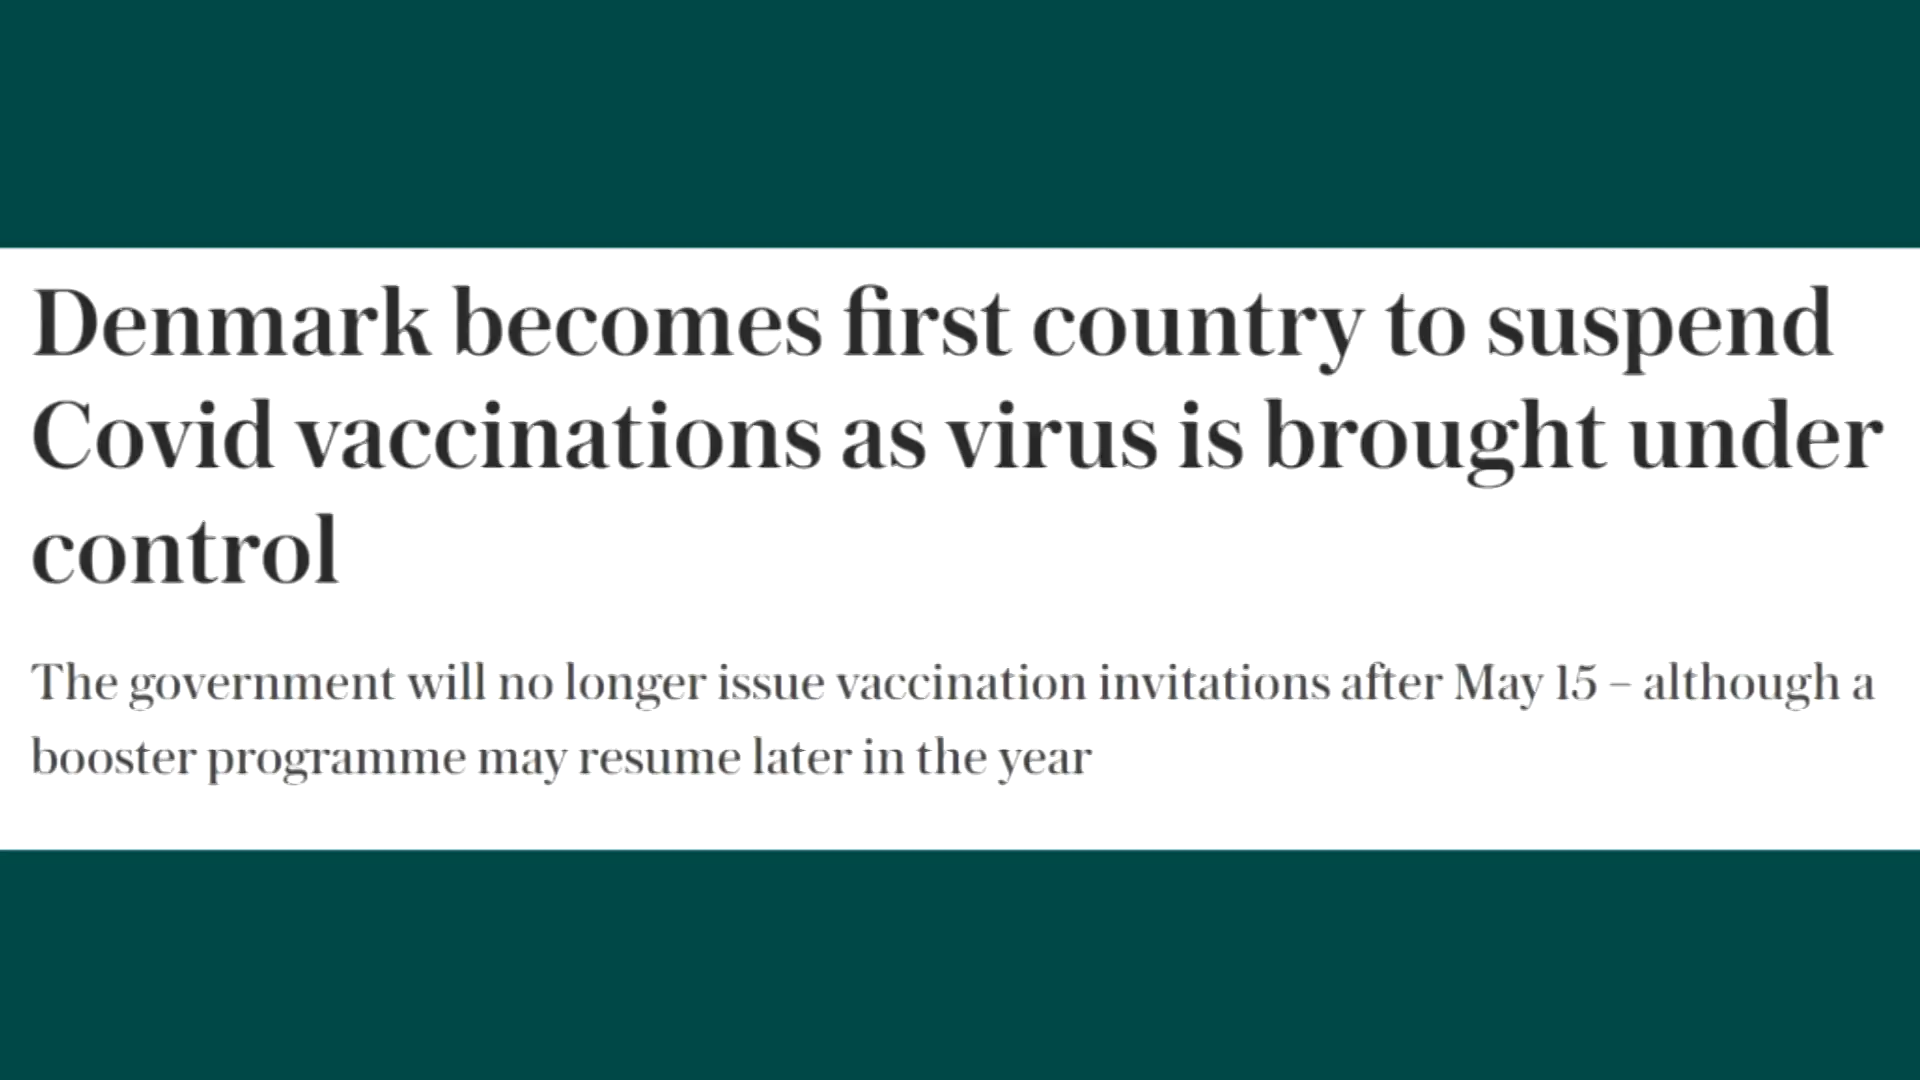 Denmark becomes first country to suspend
Covid vaccinations as virus is brought under
control
The government will no longer issue vaccination invitations after May 15 – although a
booster programme may resume later in the year